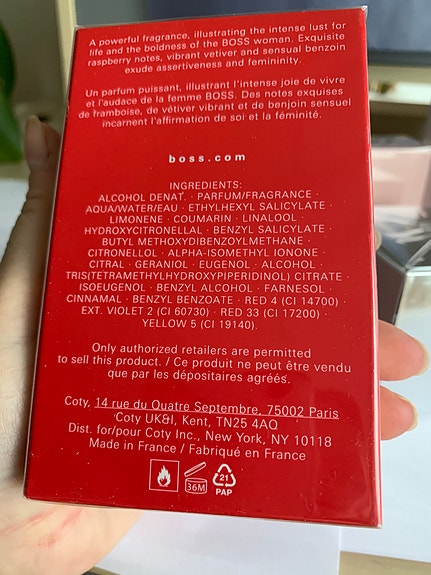 A powerful fragrance, illustrating the intense lust for
life and the boldness of the BOSS woman. Exquisite
raspberry notes, vibrant vetiver and sensual benzoin
exude assertiveness and femininity.
Un parfum puissant, illustrant l'intense joie de vivre
et l'audace de la femme BOSS. Des notes exquises
de framboise, de vétiver vibrant et de benjoin sensuel
incarnent l'affirmation de soi et la féminité.
boss.com
INGREDIENTS:
ALCOHOL DENAT. · PARFUM/FRAGRANCE ·
AQUA/WATER/EAU · ETHYLHEXYL SALICYLATE ·
LIMONENE · COUMARIN · LINALOOL ·
HYDROXYCITRONELLAL · BENZYL SALICYLATE ·
BUTYL METHOXYDIBENZOYLMETHANE ·
CITRONELLOL · ALPHA-ISOMETHYL IONONE ·
CITRAL · GERANIOL · EUGENOL · ALCOHOL ·
TRIS(TETRAMETHYLHYDROXYPIPERIDINOL) CITRATE ·
ISOEUGENOL · BENZYL ALCOHOL · FARNESOL ·
CINNAMAL · BENZYL BENZOATE · RED 4 (CI 14700) ·
EXT. VIOLET 2 (CI 60730) · RED 33 (CI 17200) ·
YELLOW 5 (CI 19140).
Only authorized retailers are permitted
to sell this product. / Ce produit ne peut être vendu
que par les dépositaires agréés.
Coty, 14 rue du Quatre Septembre, 75002 Paris
Coty UK&I, Kent, TN25 4AQ
Dist. for/pour Coty Inc., New York, NY 10118
Made in France / Fabriqué en France
36M
21
PAP